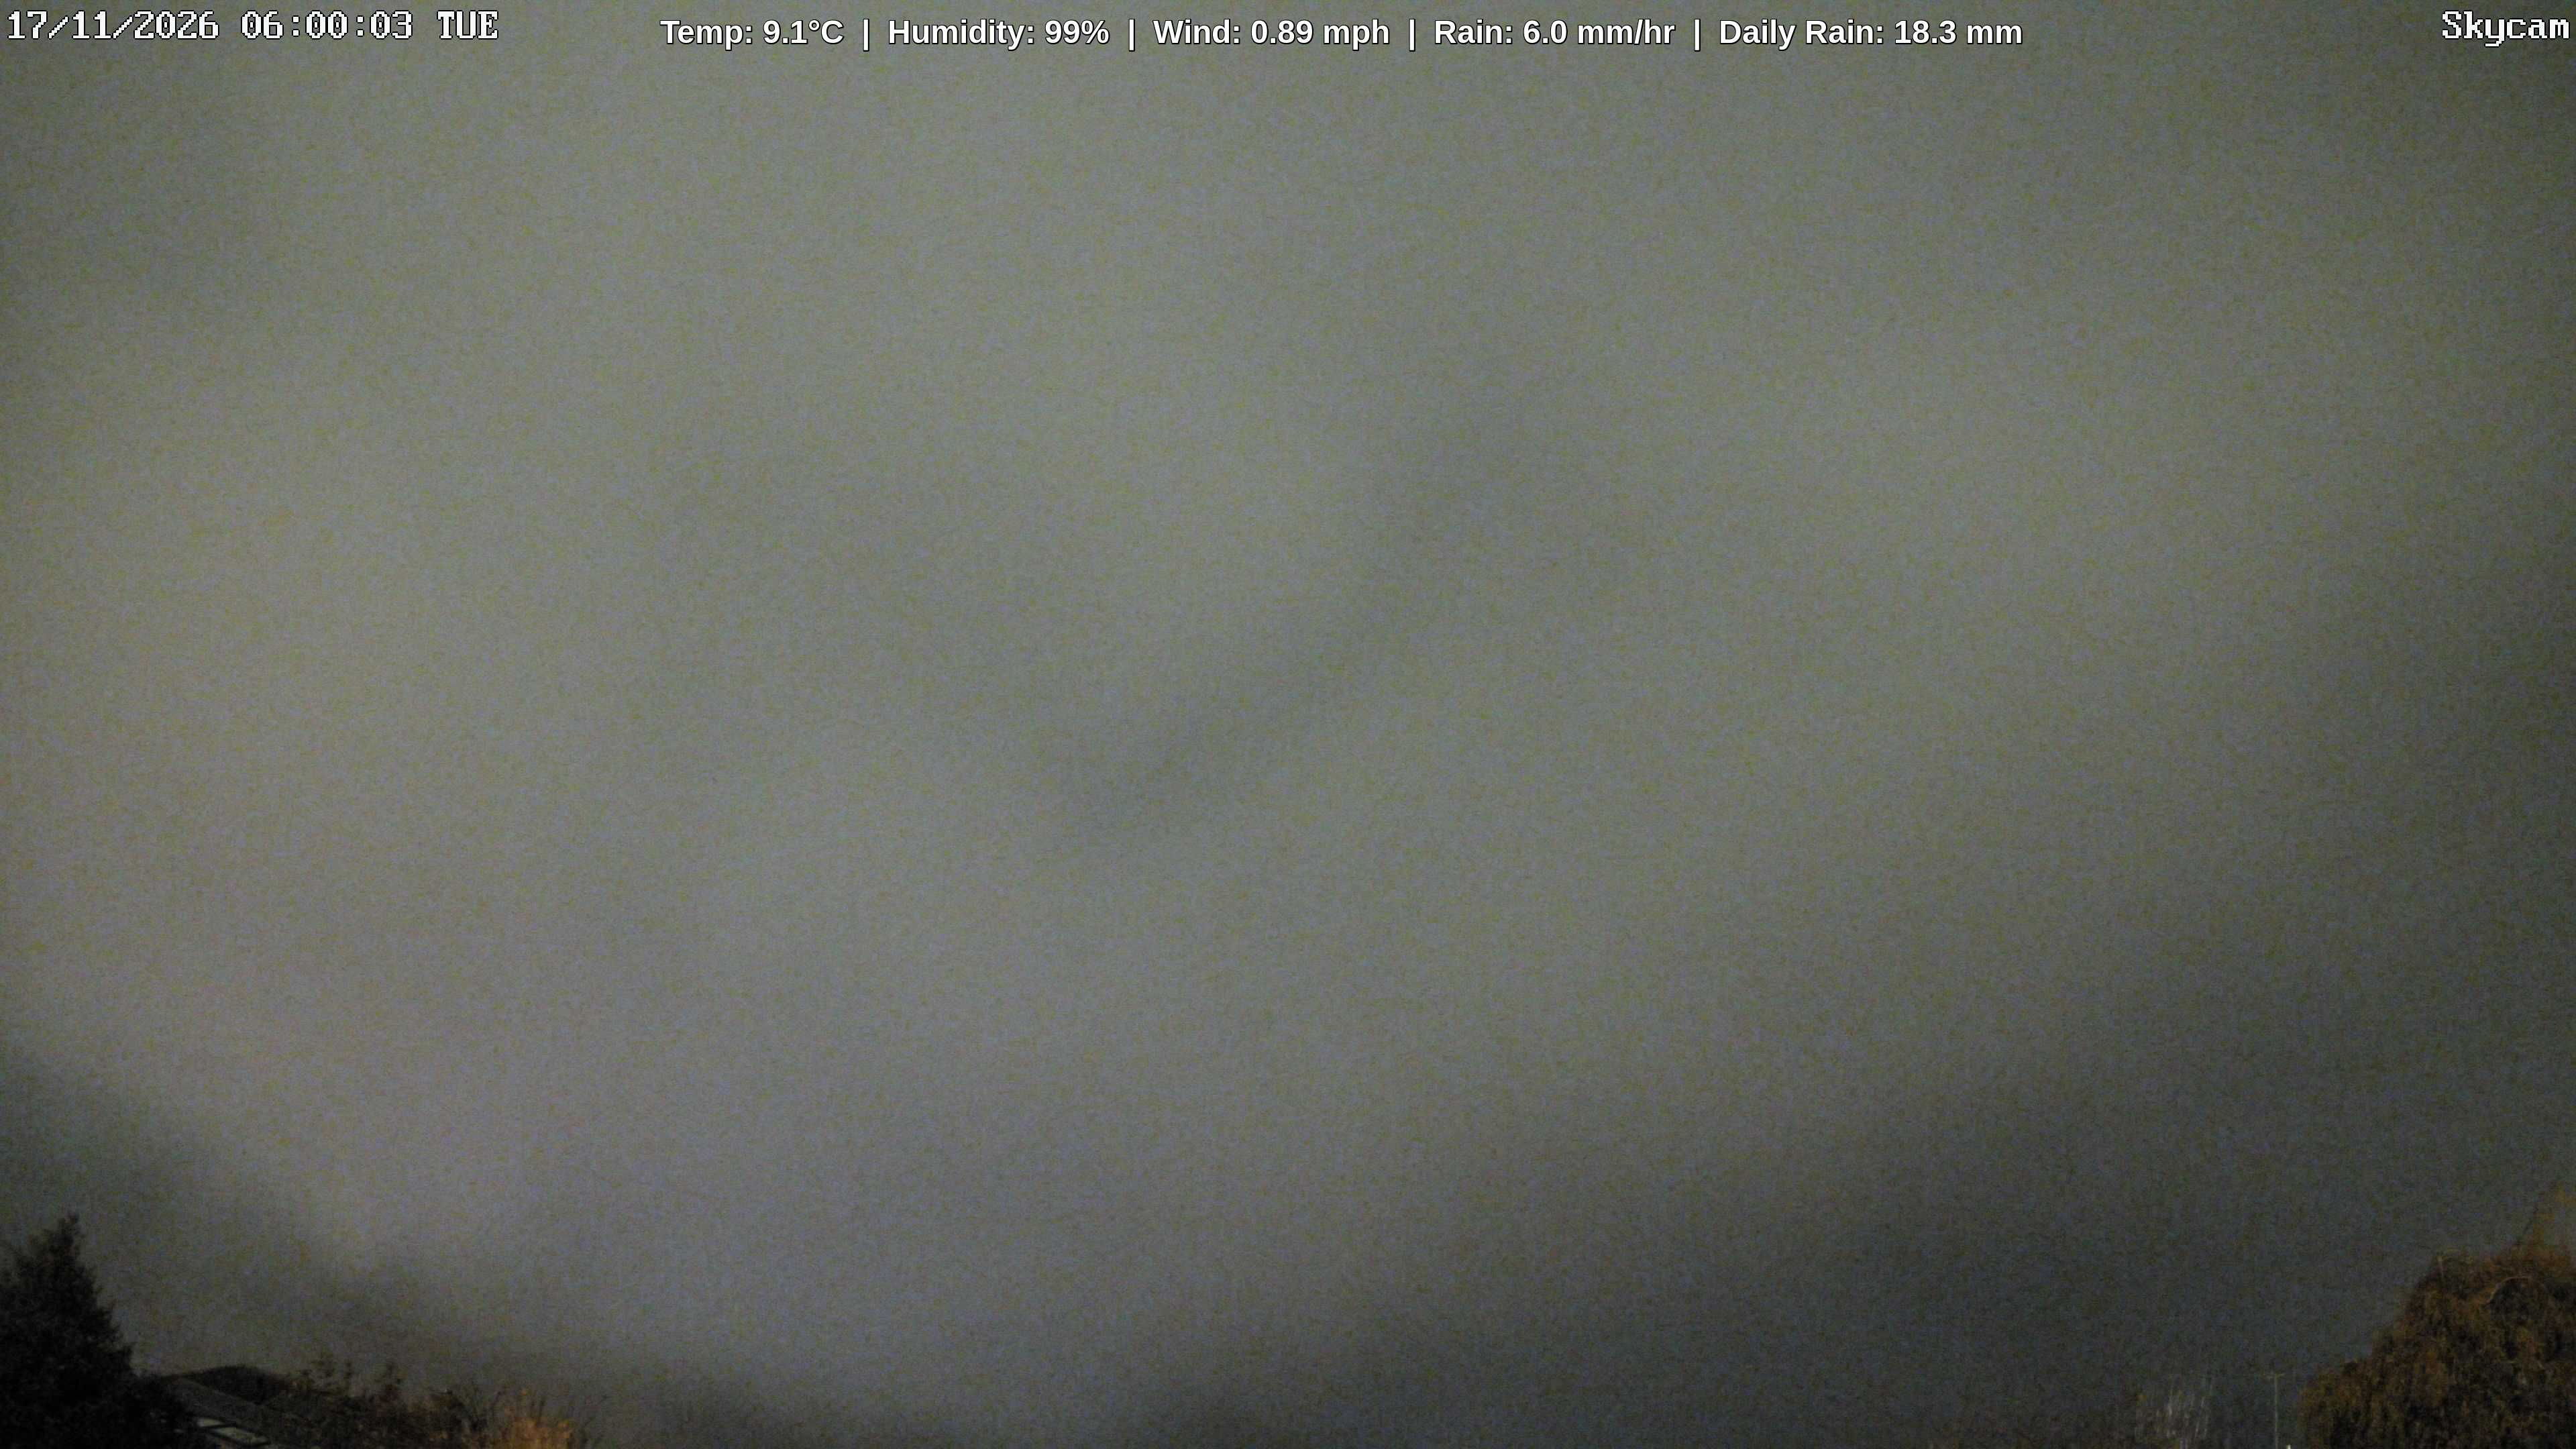 17/11/2026 06:00:03 TUE
Temp: 9.1°C | Humidity: 99% | Wind: 0.89 mph | Rain: 6.0 mm/hr | Daily Rain: 18.3 mm
Skycam